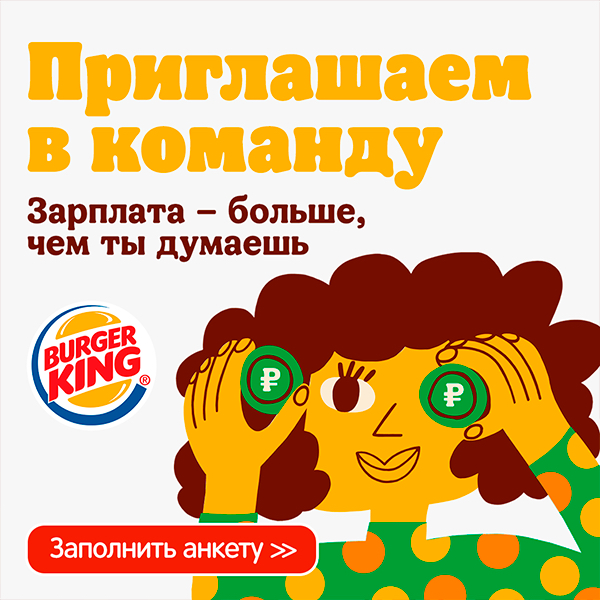 Приглашаем
в команду
Зарплата – больше,
чем ты думаешь
BURGER
KING
®
₽
₽
Заполнить анкету >>